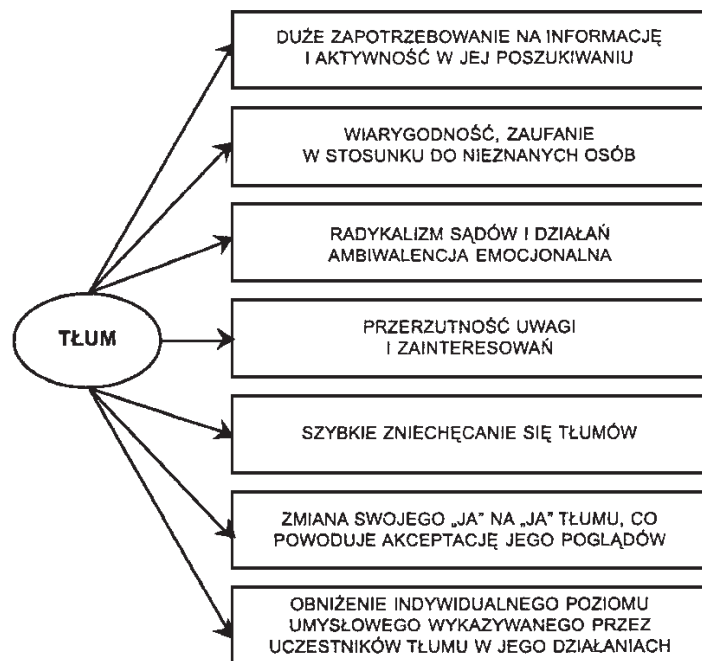 DUŻE ZAPOTRZEBOWANIE NA INFORMACJĘ
I AKTYWNOŚĆ W JEJ POSZUKIWANIU
WIARYGODNOŚĆ, ZAUFANIE
W STOSUNKU DO NIEZNANYCH OSÓB
RADYKALIZM SĄDÓW I DZIAŁAŃ
AMBIWALENCJA EMOCJONALNA
TŁUM
PRZERZUTNOŚĆ UWAGI
I ZAINTERESOWAŃ
SZYBKIE ZNIECHĘCANIE SIĘ TŁUMÓW
ZMIANA SWOJEGO „JA” NA „JA” TŁUMU, CO
POWODUJE AKCEPTACJĘ JEGO POGLĄDÓW
OBNIŻENIE INDYWIDUALNEGO POZIOMU
UMYSŁOWEGO WYKAZYWANEGO PRZEZ
UCZESTNIKÓW TŁUMU W JEGO DZIAŁANIACH